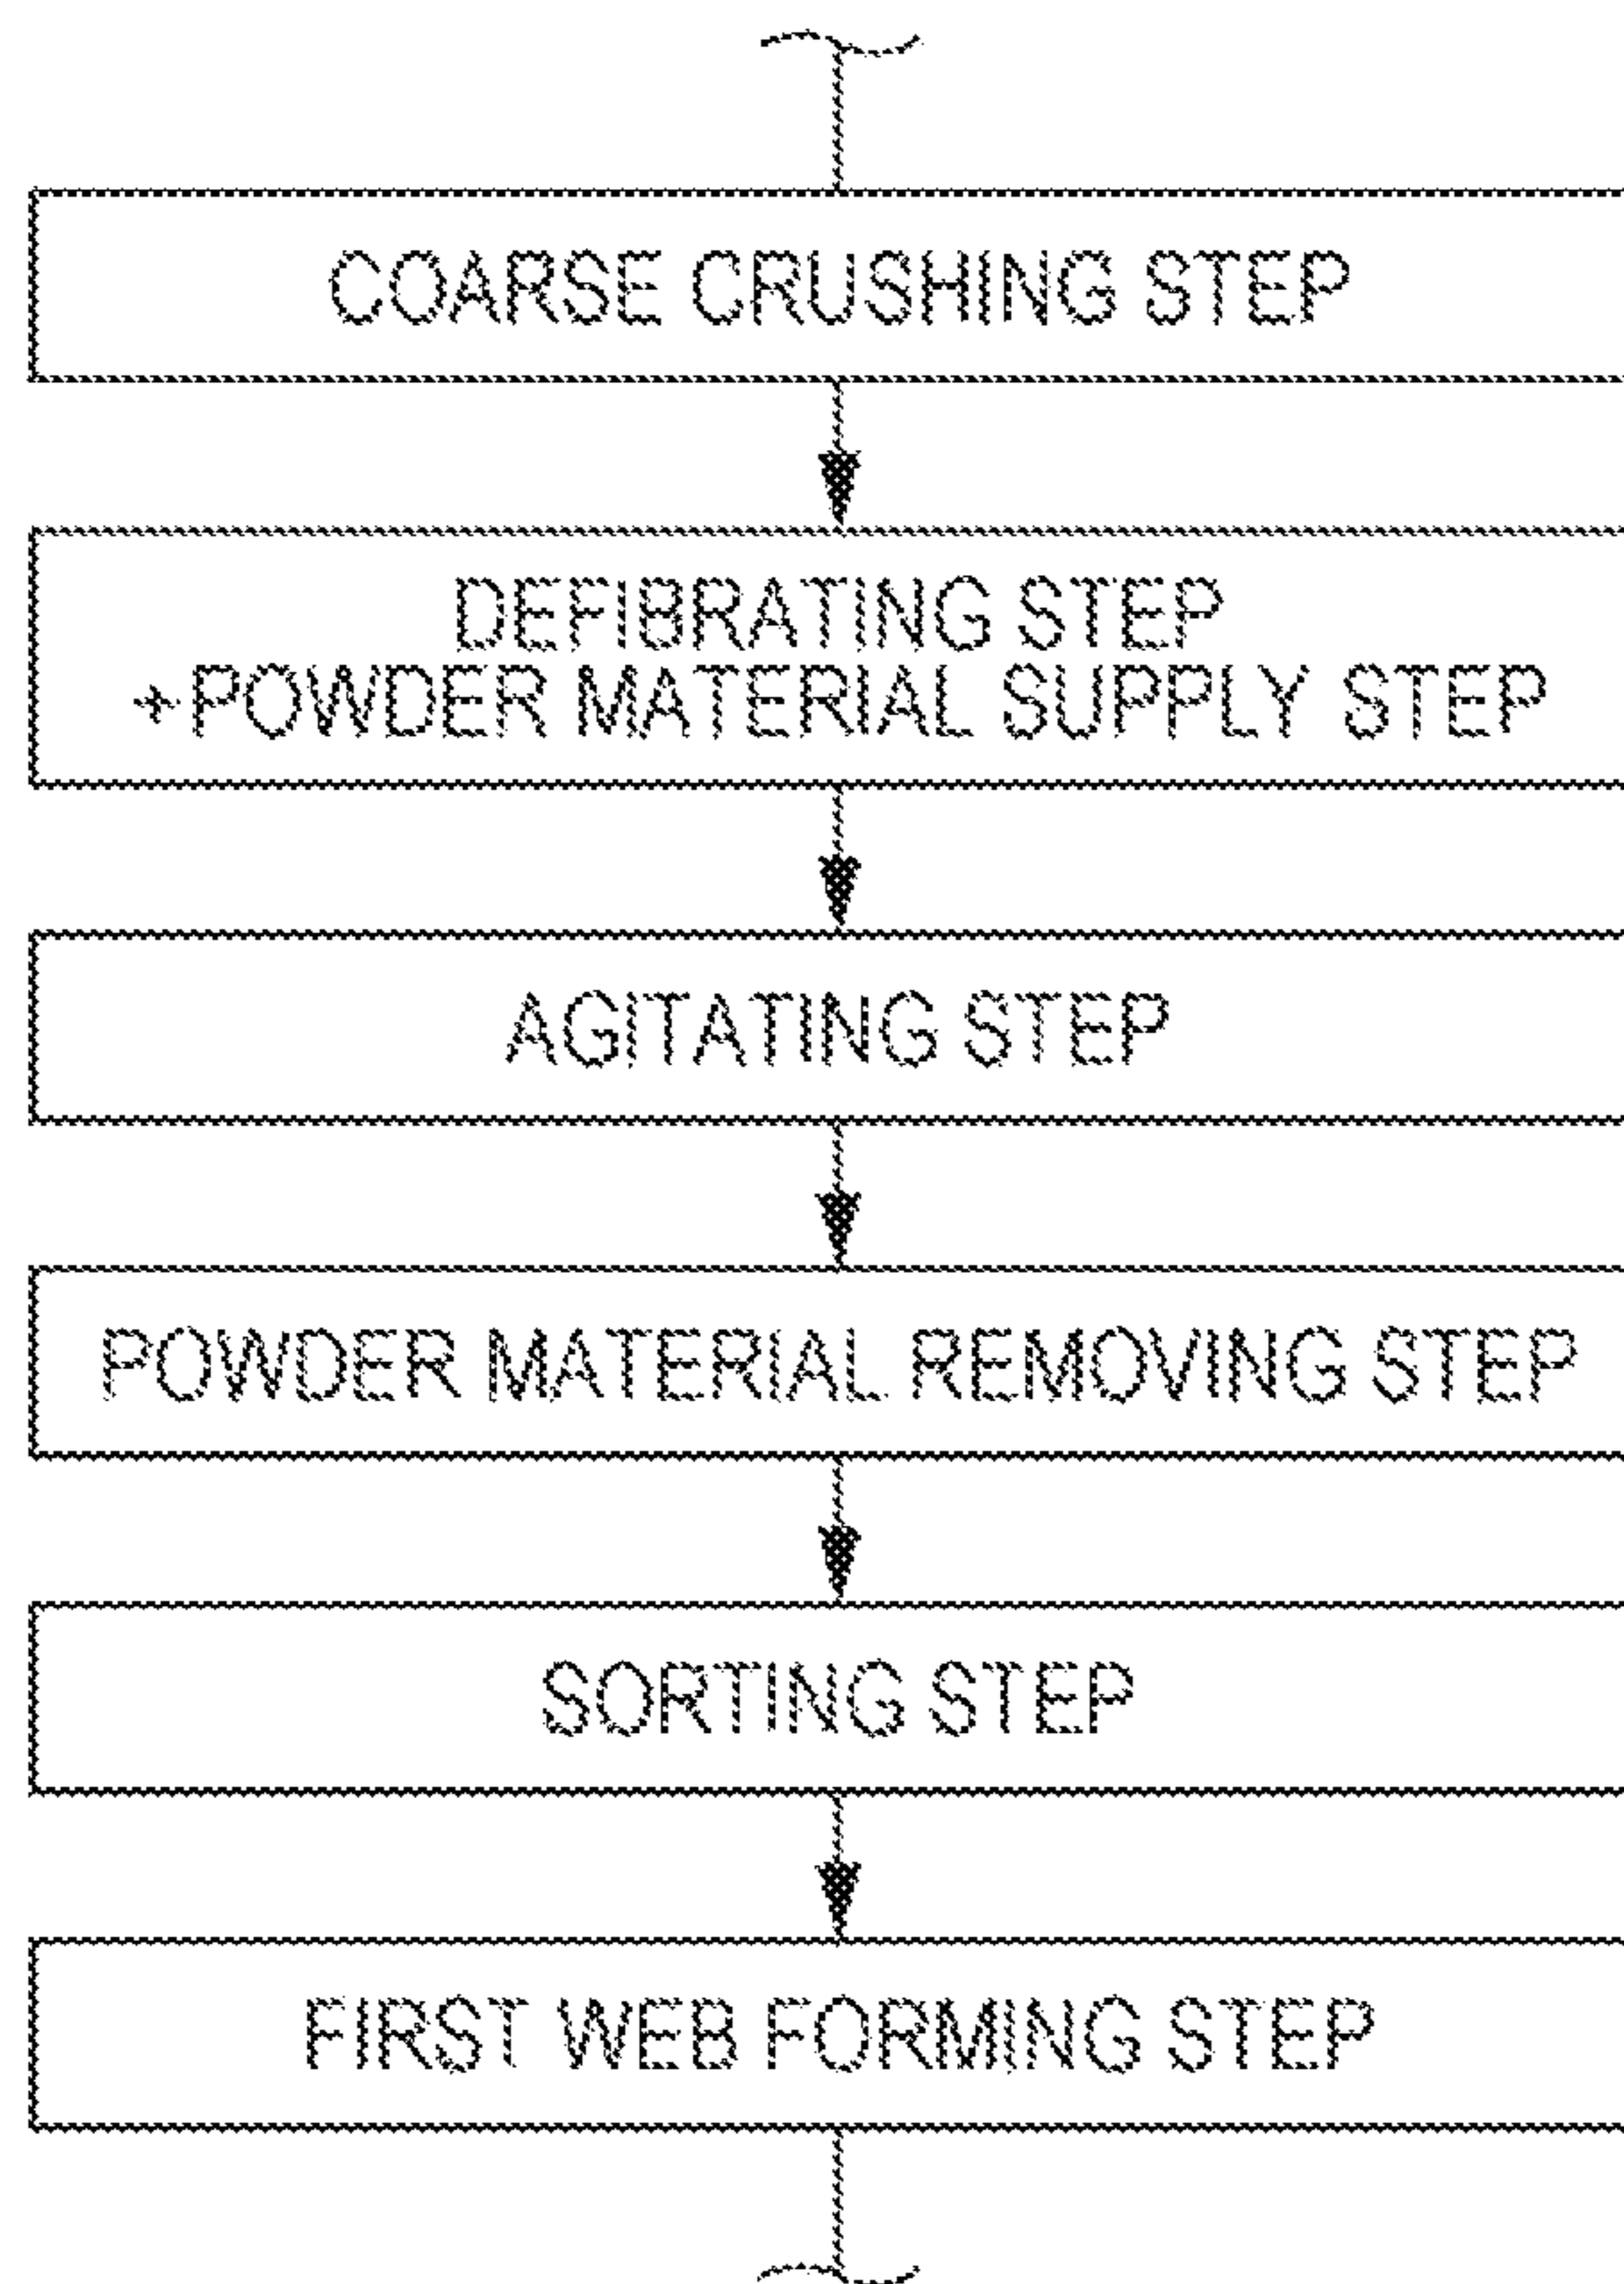 COARSE CRUSHING STEP
DEFIBRATING STEP
+POWDER MATERIAL SUPPLY STEP
AGITATING STEP
POWDER MATERIAL REMOVING STEP
SORTING STEP
FIRST WEB FORMING STEP